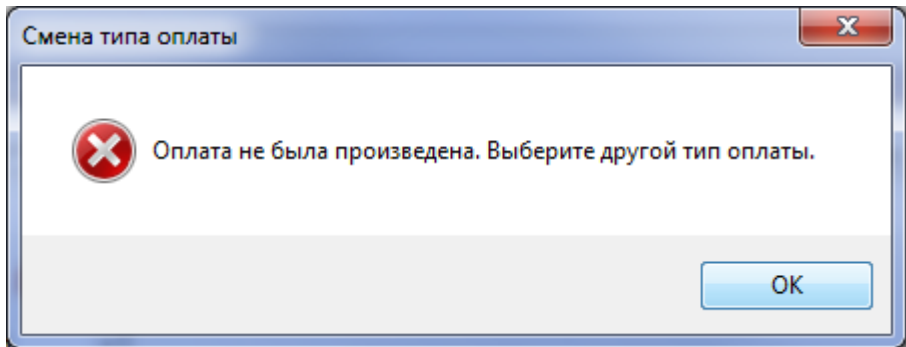 Смена типа оплаты
Оплата не была произведена. Выберите другой тип оплаты.
OK